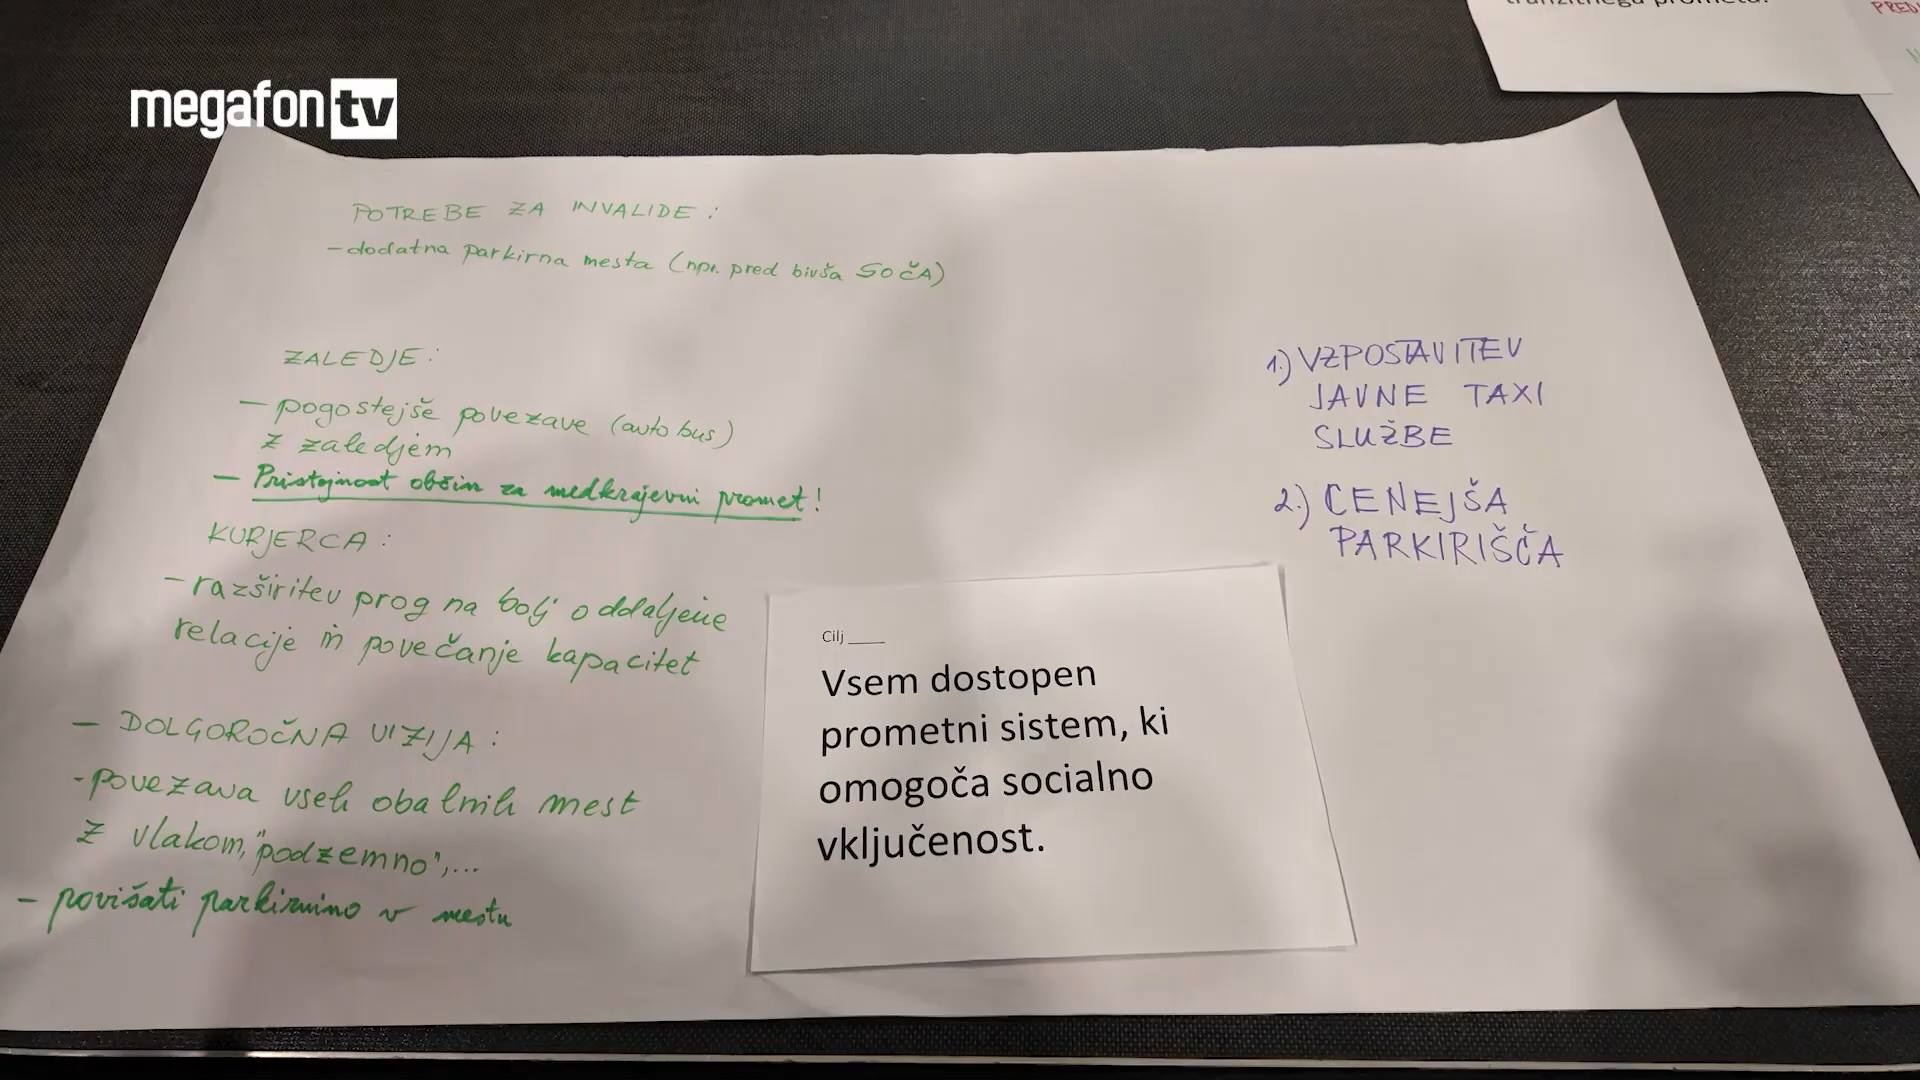 tranzitnega prometa.
PRED
megafon tv
POTREBE ZA INVALIDE:
- dodatna parkirna mesta (npr. pred bivša SOČA)
ZALEDJE:
- pogostejše povezave (avtobus)
z zaledjem
- Pristojnost občin za medkrajevni promet!
KURJERCA:
- razširitev prog na bolj oddaljene
relacije in povečanje kapacitet
- DOLGOROČNA VIZIJA:
- povezava vseh obalnih mest
z vlakom, "podzemno",...
- povišati parkirnino v mestu
1.) VZPOSTAVITEV
JAVNE TAXI
SLUŽBE
2.) CENEJŠA
PARKIRIŠČA
Cilj ____
Vsem dostopen
prometni sistem, ki
omogoča socialno
vključenost.